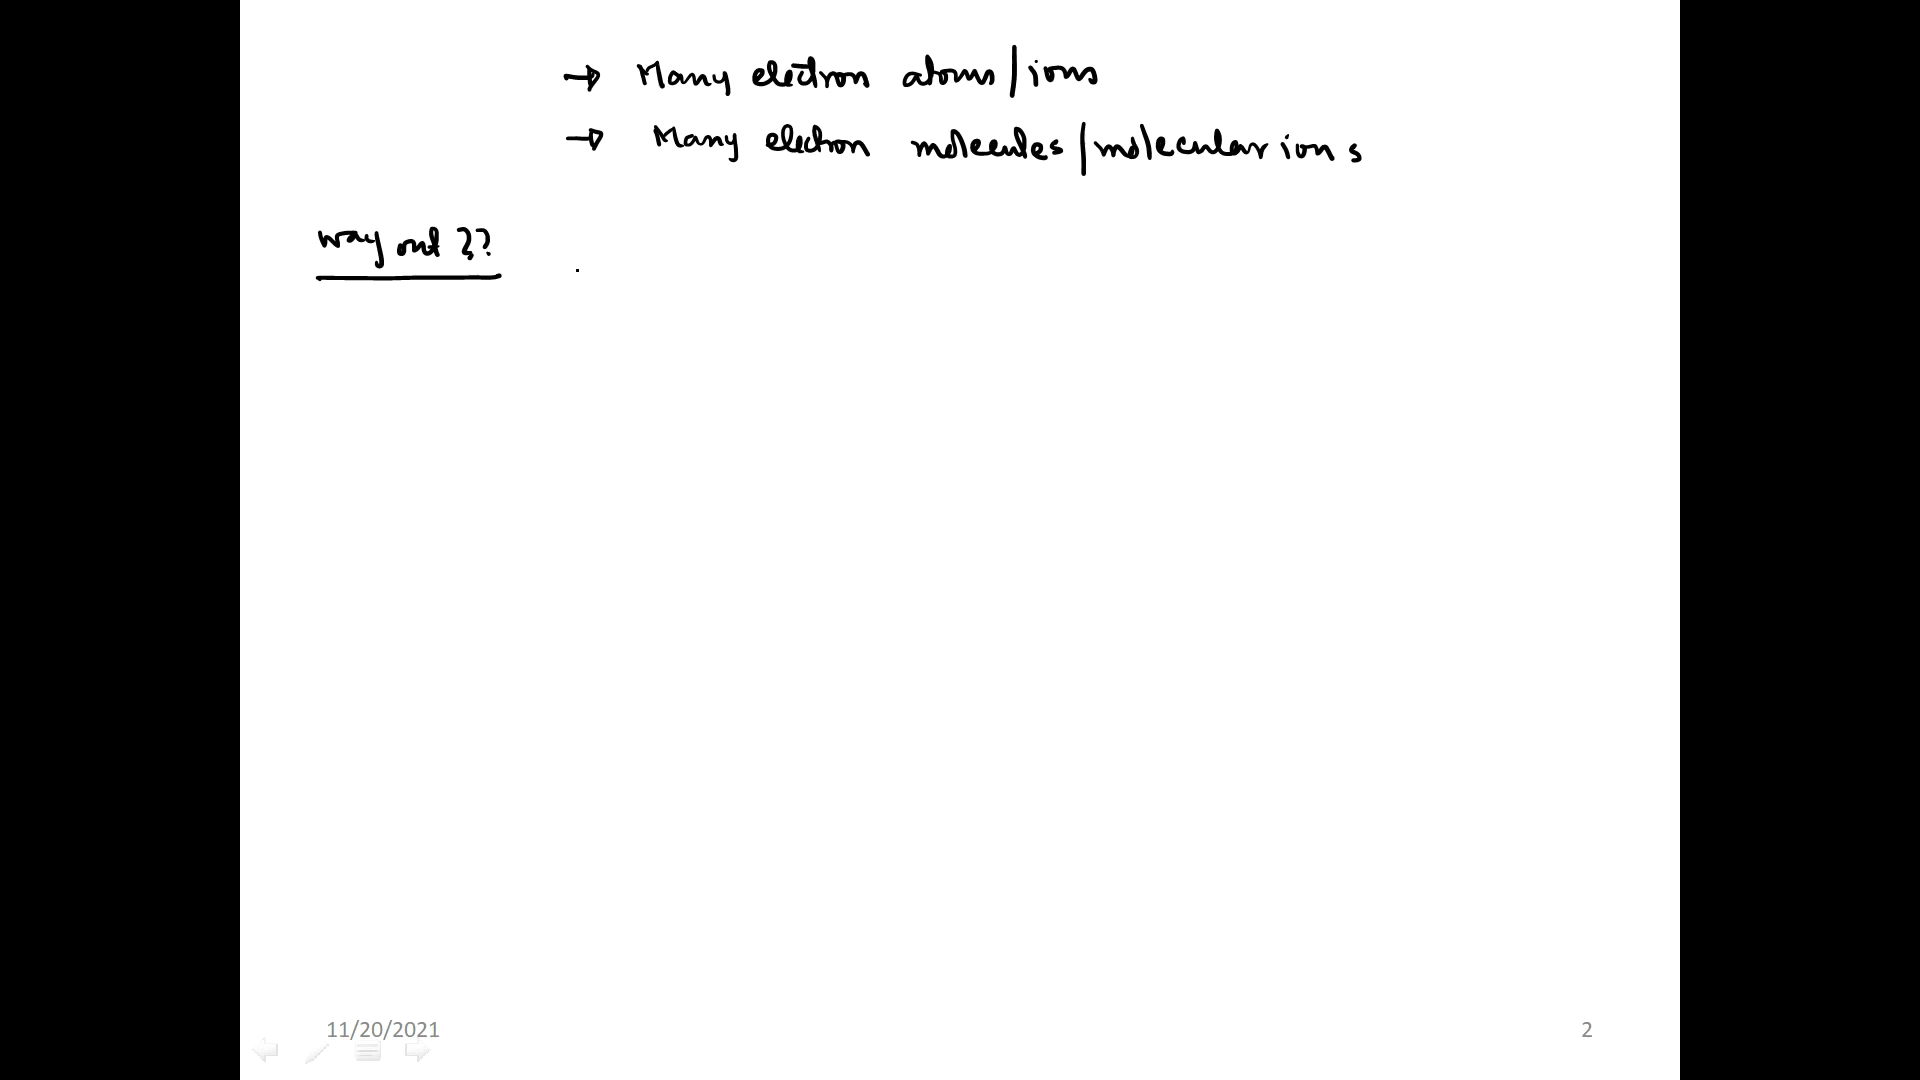 → Many electron atoms/ions
→ Many electron molecules/molecular ions
way out ??
11/20/2021
2